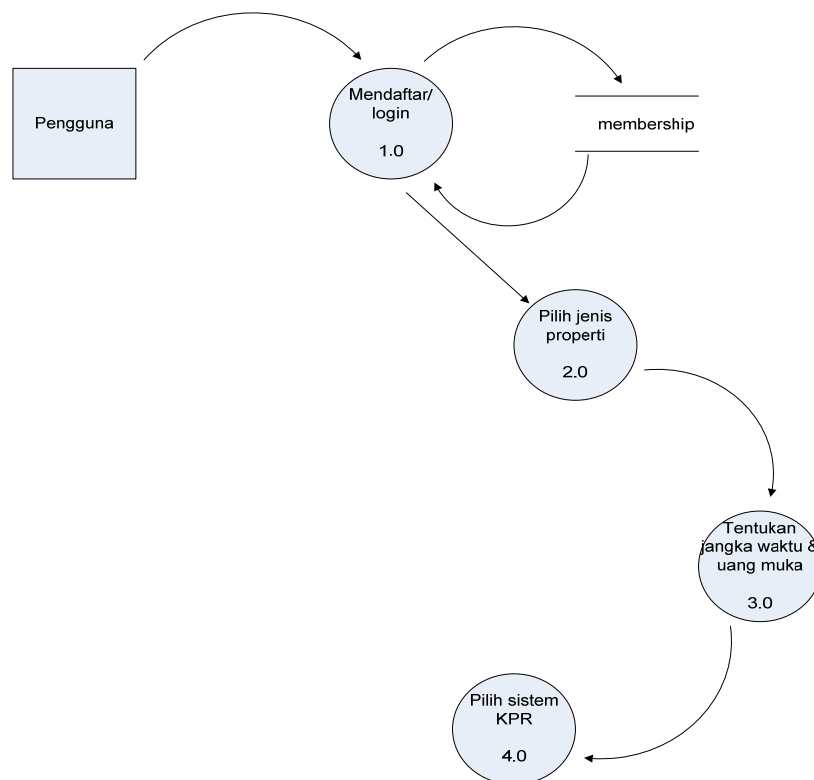 Pengguna
Mendaftar/
login
1.0
membership
Pilih jenis
properti
2.0
Tentukan
jangka waktu &
uang muka
3.0
Pilih sistem
KPR
4.0